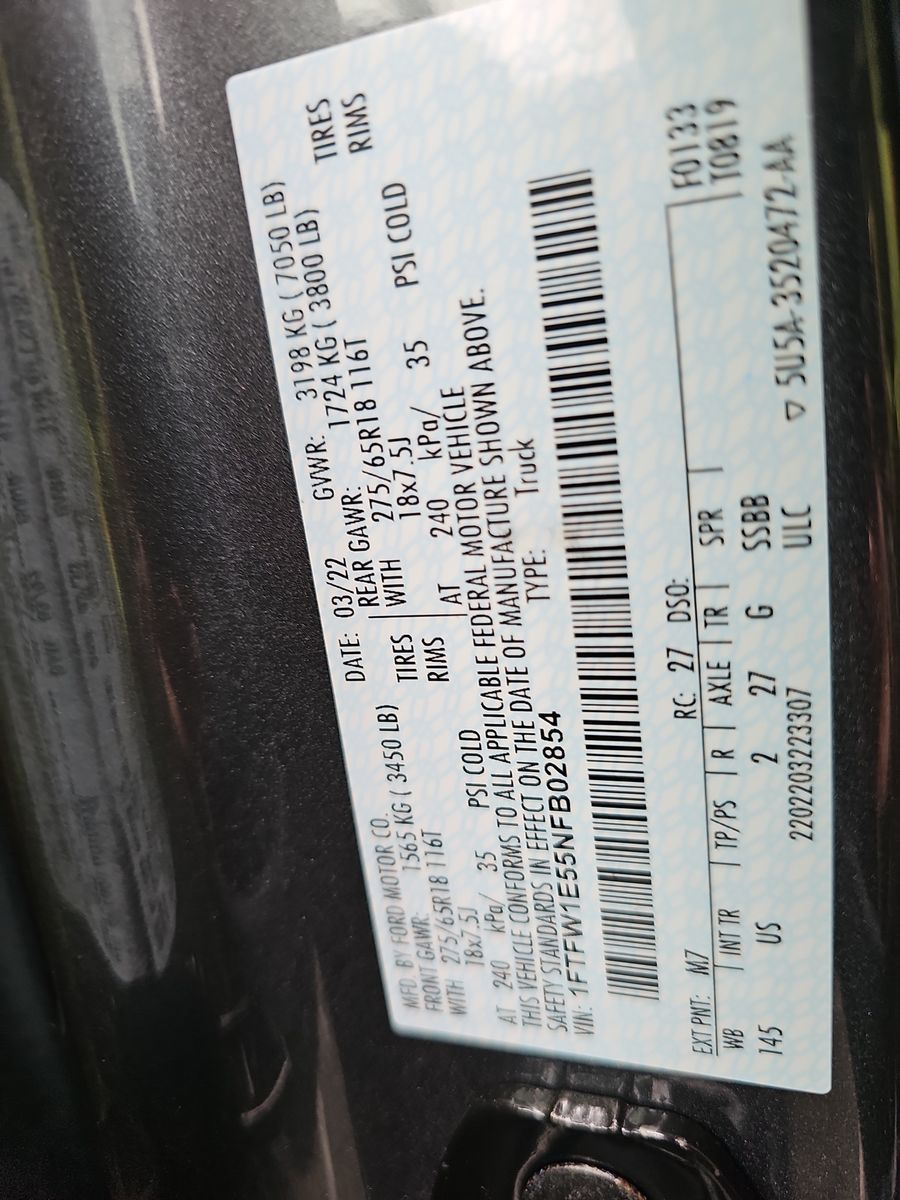 MFD. BY FORD MOTOR CO. DATE: 03/22 GVWR: 3198 KG ( 7050 LB)
FRONT GAWR: 1565 KG ( 3450 LB) REAR GAWR: 1724 KG ( 3800 LB)
WITH 275/65R18 116T TIRES WITH 275/65R18 116T TIRES
18x7.5J RIMS 18x7.5J RIMS
AT 240 kPa/ 35 PSI COLD AT 240 kPa/ 35 PSI COLD
THIS VEHICLE CONFORMS TO ALL APPLICABLE FEDERAL MOTOR VEHICLE
SAFETY STANDARDS IN EFFECT ON THE DATE OF MANUFACTURE SHOWN ABOVE.
VIN: 1FTFW1E55NFB02854 TYPE: Truck
EXT PNT: M7 RC: 27 DSO: F0133
WB INT TR TP/PS R AXLE TR SPR T0819
145 US 2 27 G SSBB
ULC
2202203223307 ▽ 5U5A-3520472-AA